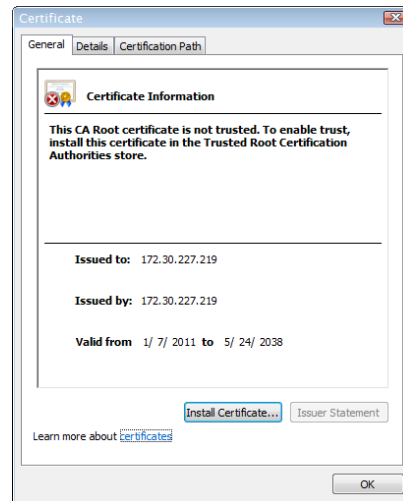 Certificate
General Details Certification Path
Certificate Information
This CA Root certificate is not trusted. To enable trust,
install this certificate in the Trusted Root Certification
Authorities store.
Issued to: 172.30.227.219
Issued by: 172.30.227.219
Valid from 1/ 7/ 2011 to 5/ 24/ 2038
Install Certificate... Issuer Statement
Learn more about certificates
OK